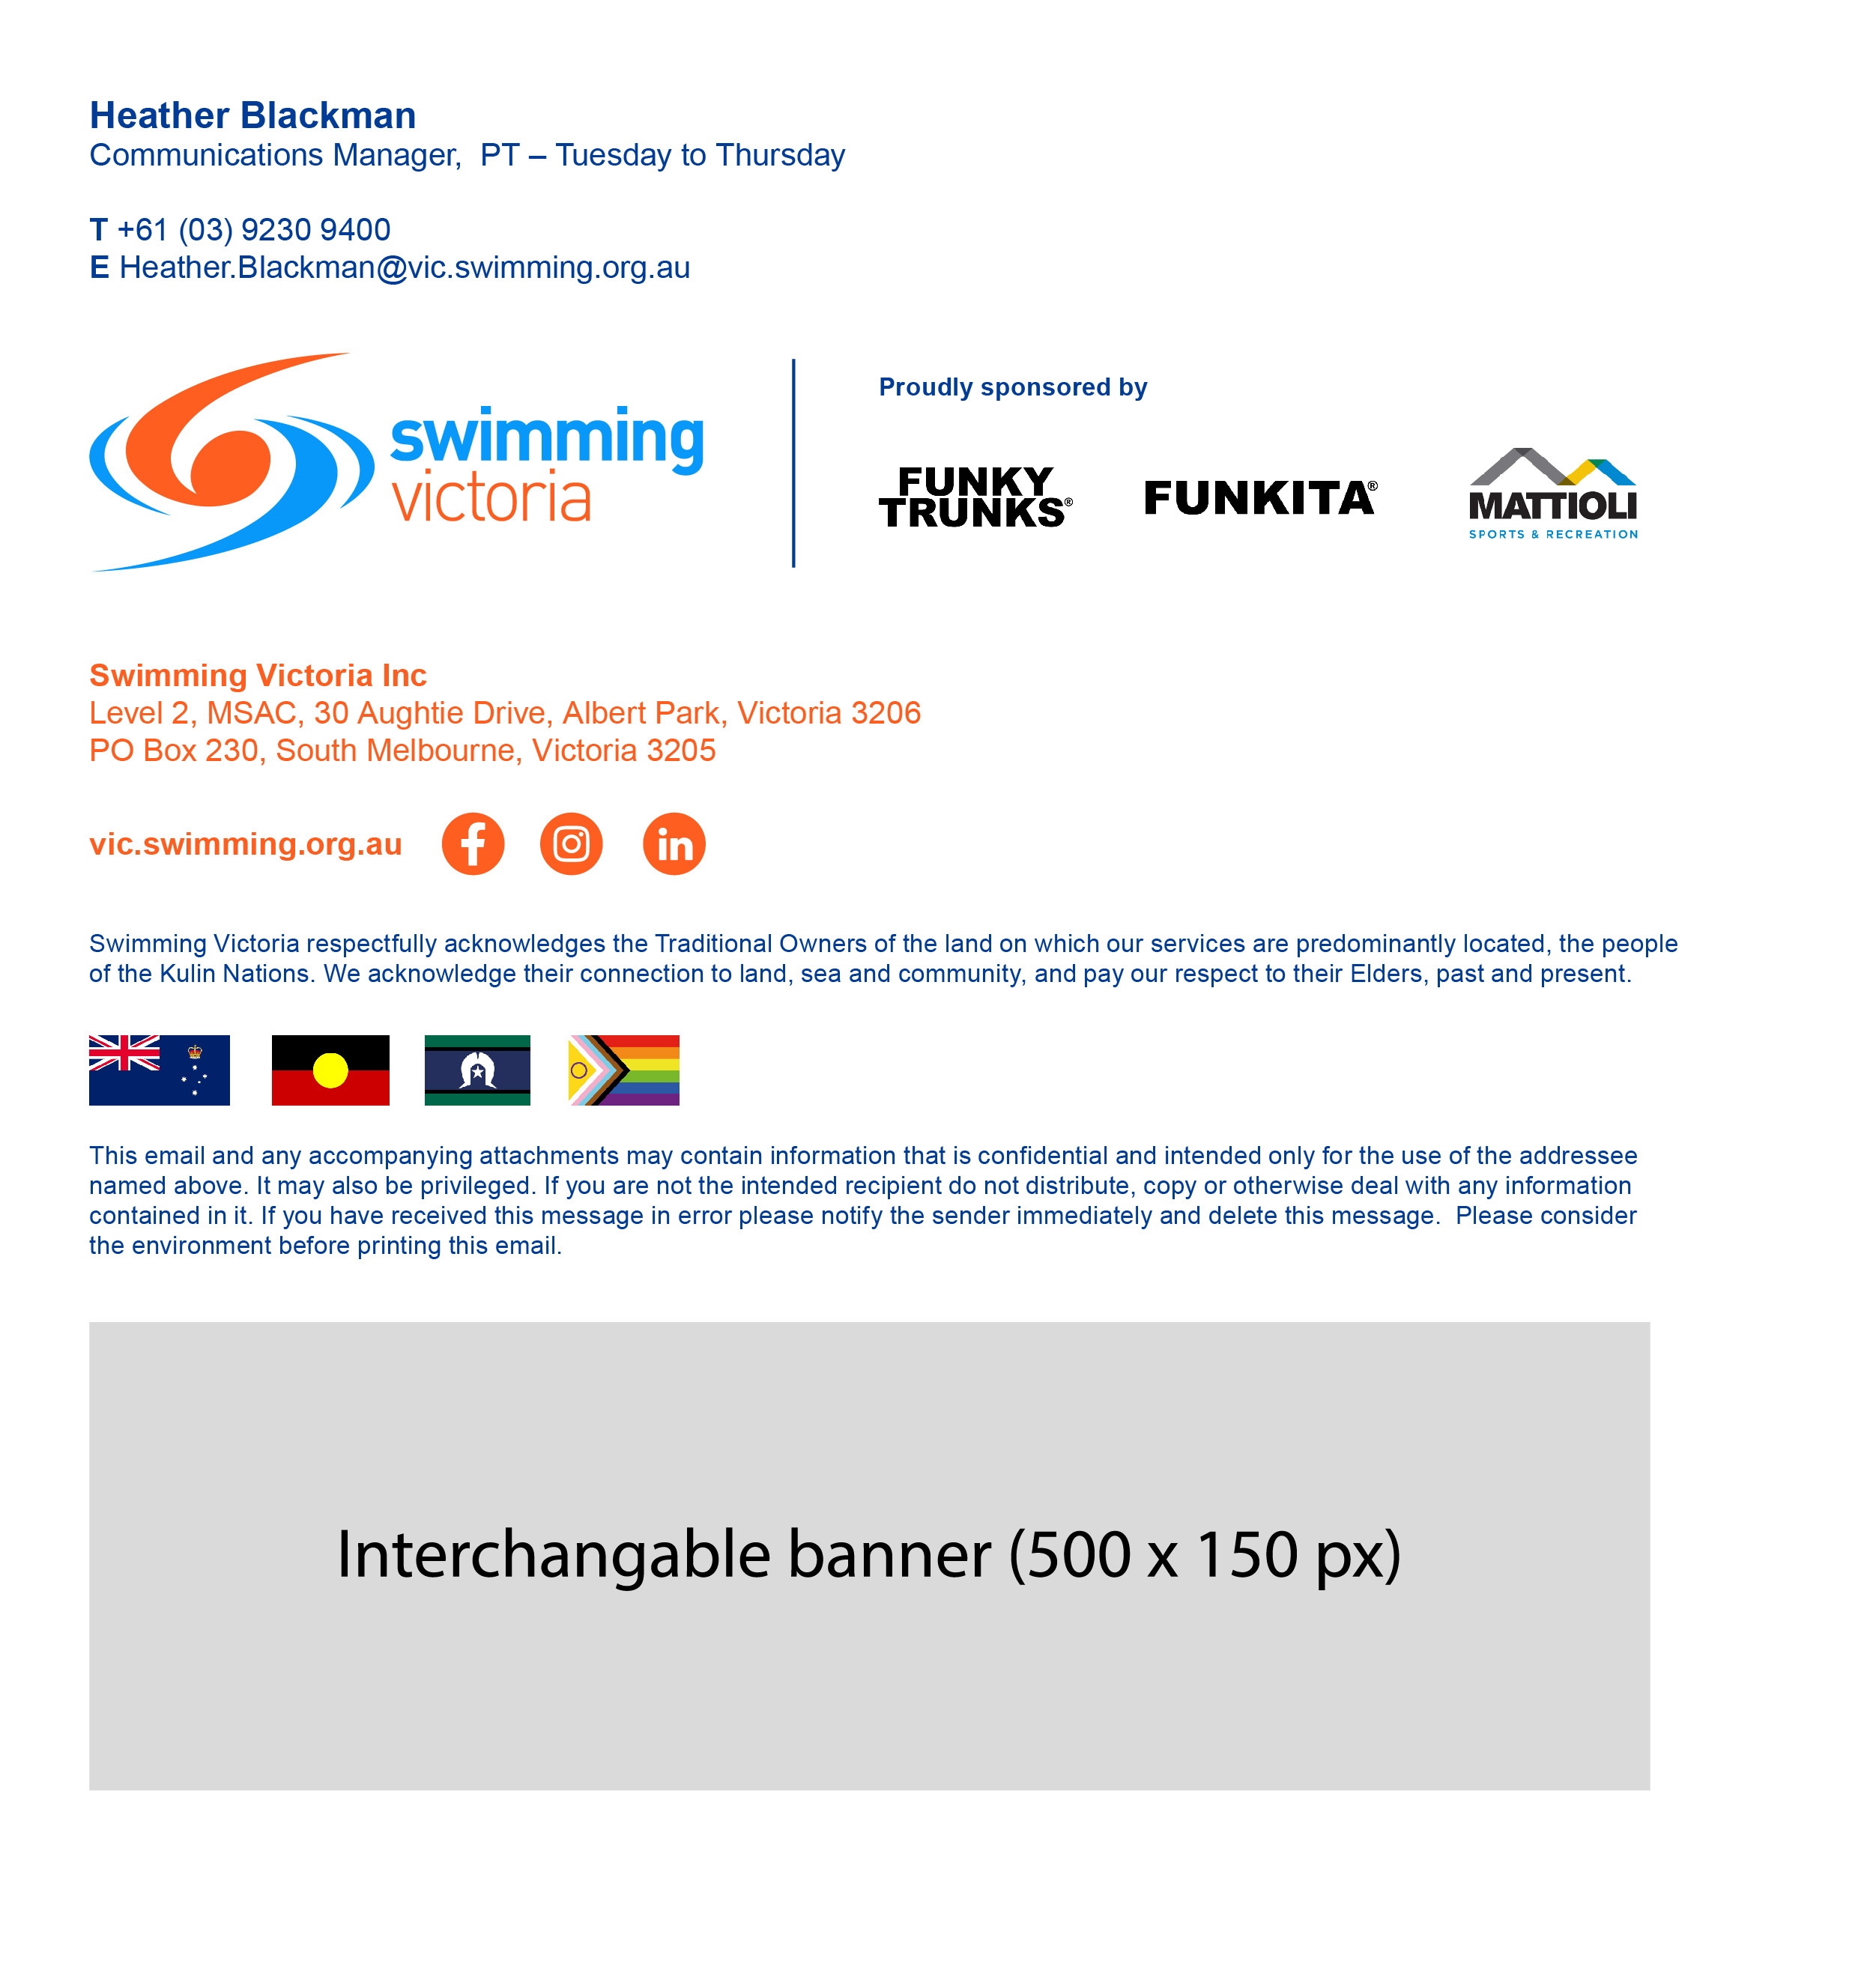 Heather Blackman
Communications Manager,  PT – Tuesday to Thursday
T +61 (03) 9230 9400
E Heather.Blackman@vic.swimming.org.au
swimming
victoria
Proudly sponsored by
FUNKY
TRUNKS®
FUNKITA®
MATTIOLI
SPORTS & RECREATION
Swimming Victoria Inc
Level 2, MSAC, 30 Aughtie Drive, Albert Park, Victoria 3206
PO Box 230, South Melbourne, Victoria 3205
vic.swimming.org.au
Swimming Victoria respectfully acknowledges the Traditional Owners of the land on which our services are predominantly located, the people
of the Kulin Nations. We acknowledge their connection to land, sea and community, and pay our respect to their Elders, past and present.
This email and any accompanying attachments may contain information that is confidential and intended only for the use of the addressee
named above. It may also be privileged. If you are not the intended recipient do not distribute, copy or otherwise deal with any information
contained in it. If you have received this message in error please notify the sender immediately and delete this message.  Please consider
the environment before printing this email.
Interchangable banner (500 x 150 px)